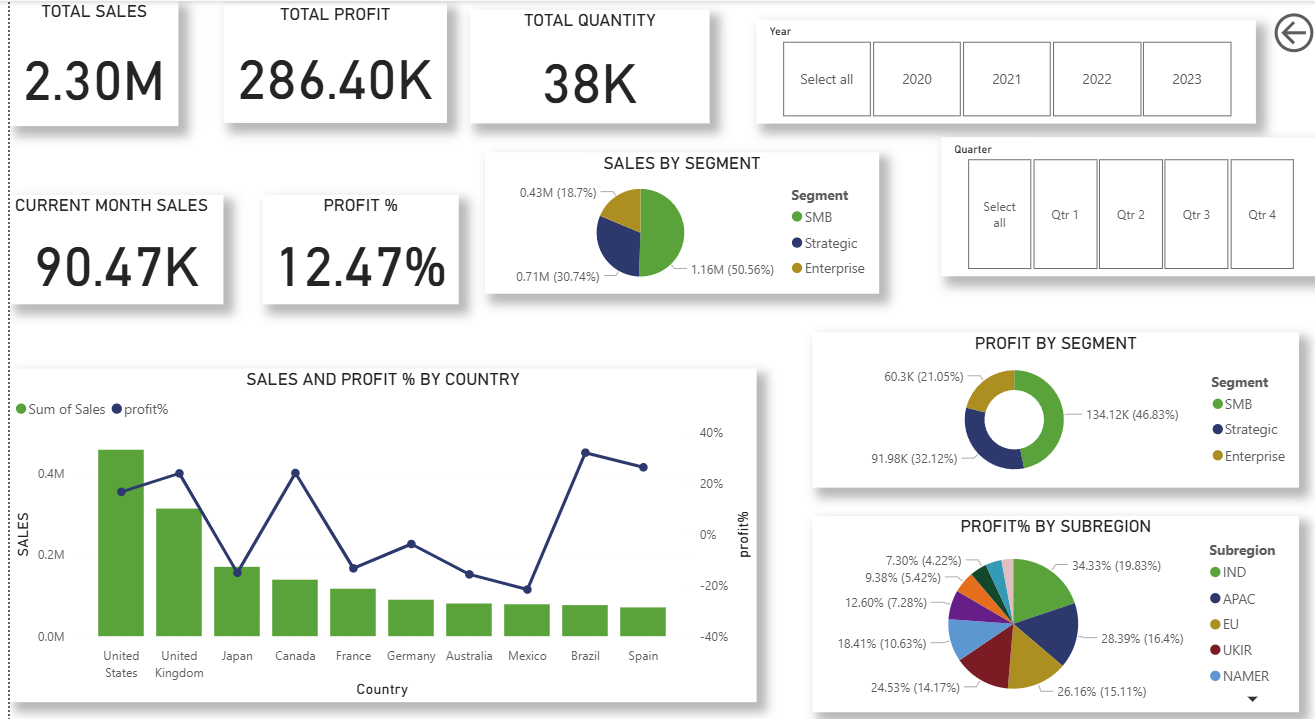 TOTAL SALES
2.30M
TOTAL PROFIT
286.40K
TOTAL QUANTITY
38K
Year
Select all
2020
2021
2022
2023
Quarter
Select
all
Qtr 1
Qtr 2
Qtr 3
Qtr 4
CURRENT MONTH SALES
90.47K
PROFIT %
12.47%
SALES BY SEGMENT
0.43M (18.7%)
0.71M (30.74%)
1.16M (50.56%)
Segment
SMB
Strategic
Enterprise
PROFIT BY SEGMENT
60.3K (21.05%)
134.12K (46.83%)
91.98K (32.12%)
Segment
SMB
Strategic
Enterprise
SALES AND PROFIT % BY COUNTRY
Sum of Sales
profit%
SALES
0.4M
0.2M
0.0M
40%
20%
0%
-20%
-40%
profit%
United
States
United
Kingdom
Japan
Canada
France
Germany
Australia
Mexico
Brazil
Spain
Country
PROFIT% BY SUBREGION
7.30% (4.22%)
9.38% (5.42%)
12.60% (7.28%)
18.41% (10.63%)
24.53% (14.17%)
34.33% (19.83%)
28.39% (16.4%)
26.16% (15.11%)
Subregion
IND
APAC
EU
UKIR
NAMER